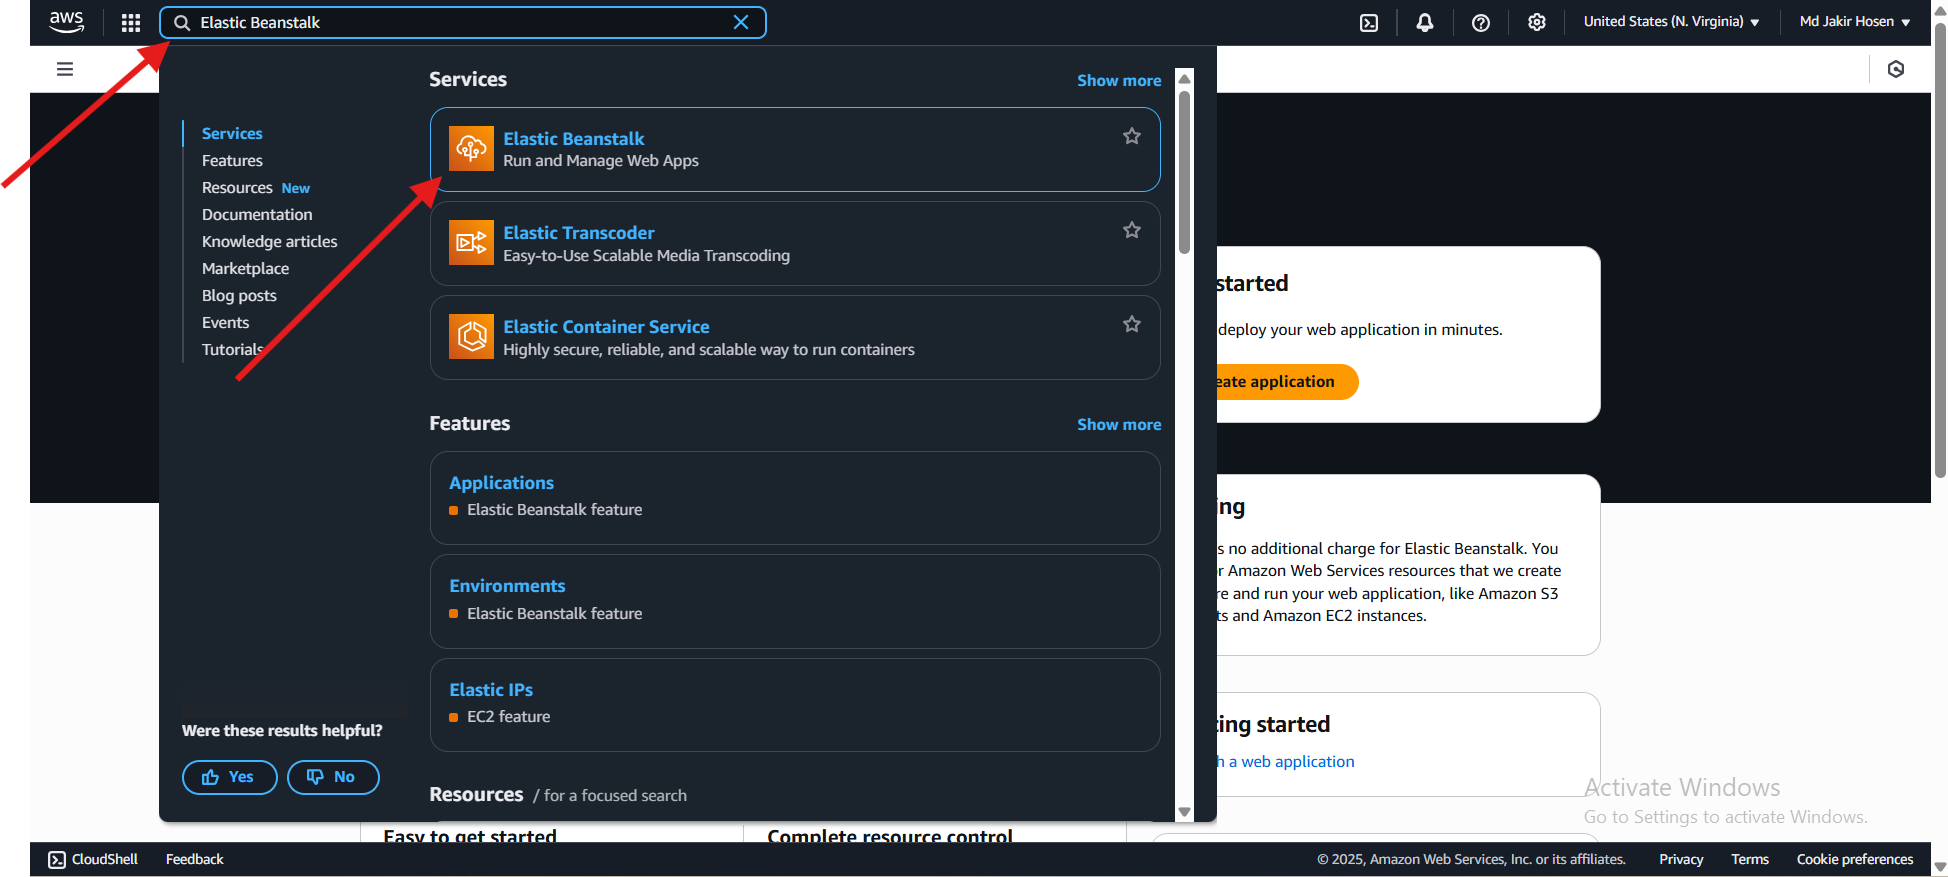 aws
Elastic Beanstalk
United States (N. Virginia)
Md Jakir Hosen
Services
Features
Resources New
Documentation
Knowledge articles
Marketplace
Blog posts
Events
Tutorials
Were these results helpful?
Yes
No
Services
Show more
Elastic Beanstalk
Run and Manage Web Apps
Elastic Transcoder
Easy-to-Use Scalable Media Transcoding
Elastic Container Service
Highly secure, reliable, and scalable way to run containers
Features
Show more
Applications
Elastic Beanstalk feature
Environments
Elastic Beanstalk feature
Elastic IPs
EC2 feature
Resources / for a focused search
started
deploy your web application in minutes.
eate application
ing
s no additional charge for Elastic Beanstalk. You
r Amazon Web Services resources that we create
re and run your web application, like Amazon S3
ts and Amazon EC2 instances.
ting started
h a web application
Easy to get started
Complete resource control
Activate Windows
Go to Settings to activate Windows.
CloudShell
Feedback
© 2025, Amazon Web Services, Inc. or its affiliates.
Privacy
Terms
Cookie preferences